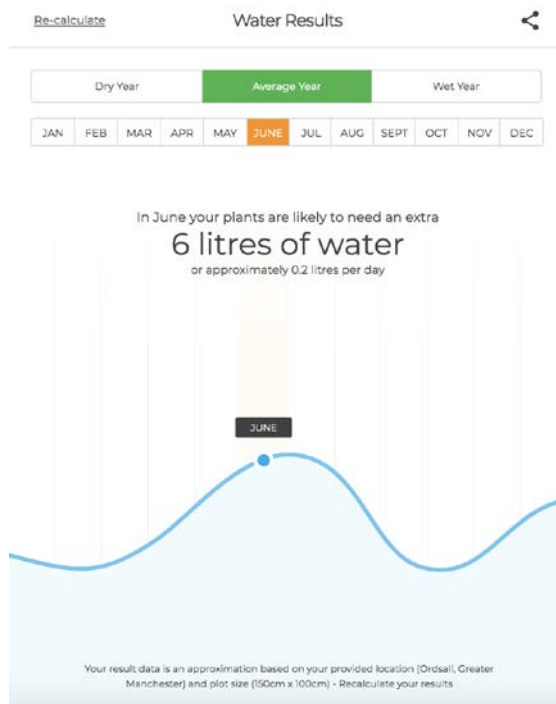 Re-calculate Water Results
Dry Year Average Year Wet Year
JAN FEB MAR APR MAY JUNE JUL AUG SEPT OCT NOV DEC
In June your plants are likely to need an extra
6 litres of water
or approximately 0.2 litres per day
JUNE
Your result data is an approximation based on your provided location (Ordsall, Greater
Manchester) and plot size (150cm x 100cm) - Recalculate your results